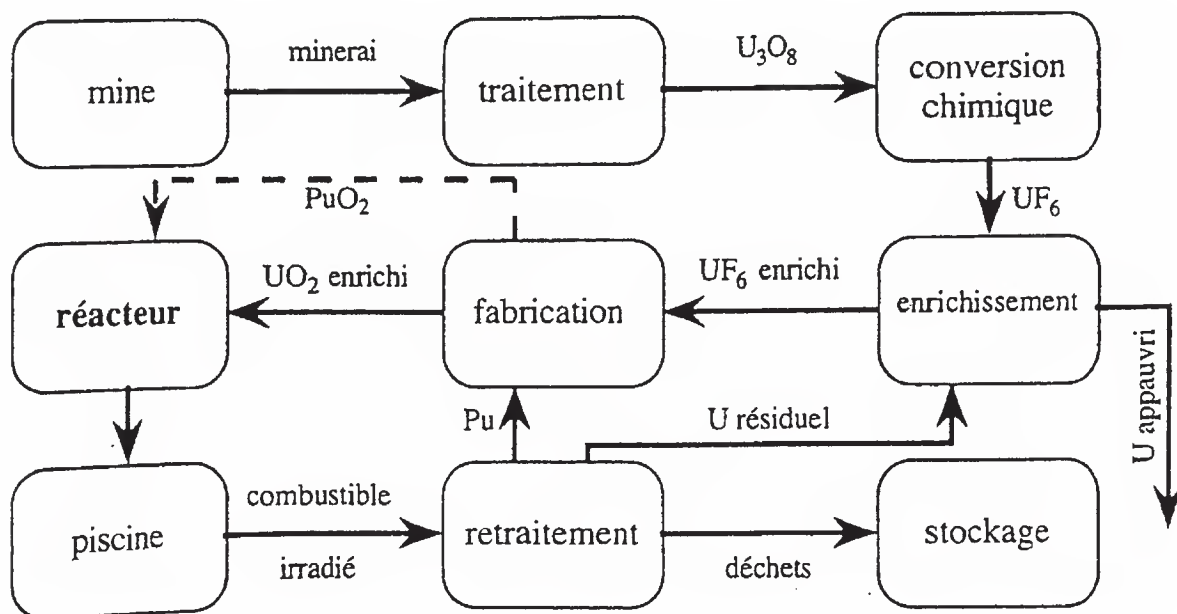 mine
minerai
traitement
U₃O₈
conversion
chimique
PuO₂
UF₆
réacteur
UO₂ enrichi
fabrication
UF₆ enrichi
enrichissement
U appauvri
Pu
U résiduel
piscine
combustible
irradié
retraitement
déchets
stockage